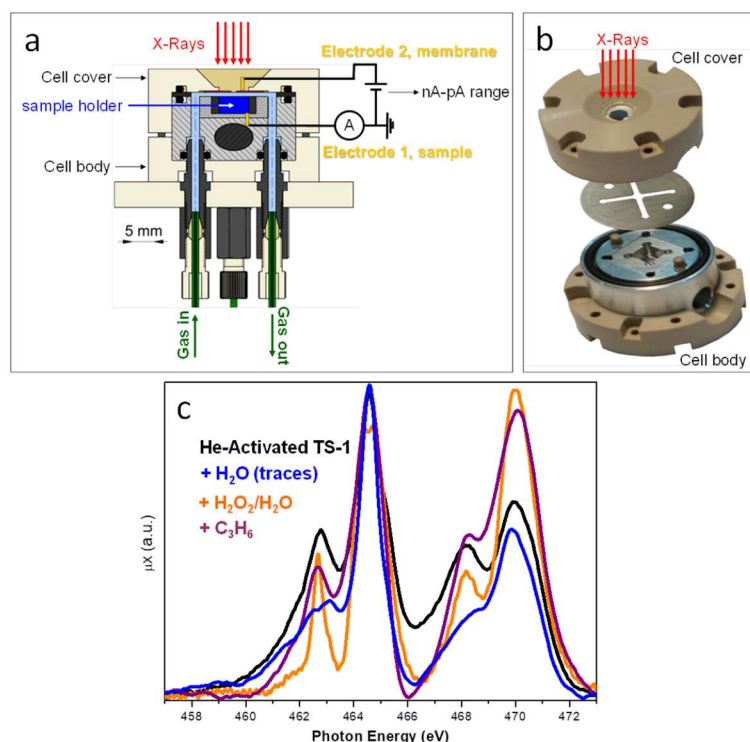 a
X-Rays
Electrode 2, membrane
Cell cover
nA-pA range
sample holder
A
Electrode 1, sample
Cell body
5 mm
Gas in
Gas out
b
X-Rays
Cell cover
Cell body
c
He-Activated TS-1
+ H₂O (traces)
+ H₂O₂/H₂O
+ C₃H₆
μX (a.u.)
458 460 462 464 466 468 470 472
Photon Energy (eV)